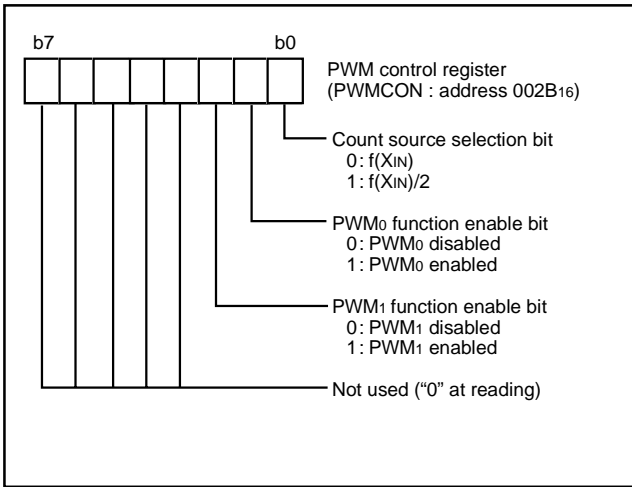 b7 b0
PWM control register
(PWMCON : address 002B16)
Count source selection bit
0: f(XIN)
1: f(XIN)/2
PWM0 function enable bit
0: PWM0 disabled
1: PWM0 enabled
PWM1 function enable bit
0: PWM1 disabled
1: PWM1 enabled
Not used (“0” at reading)